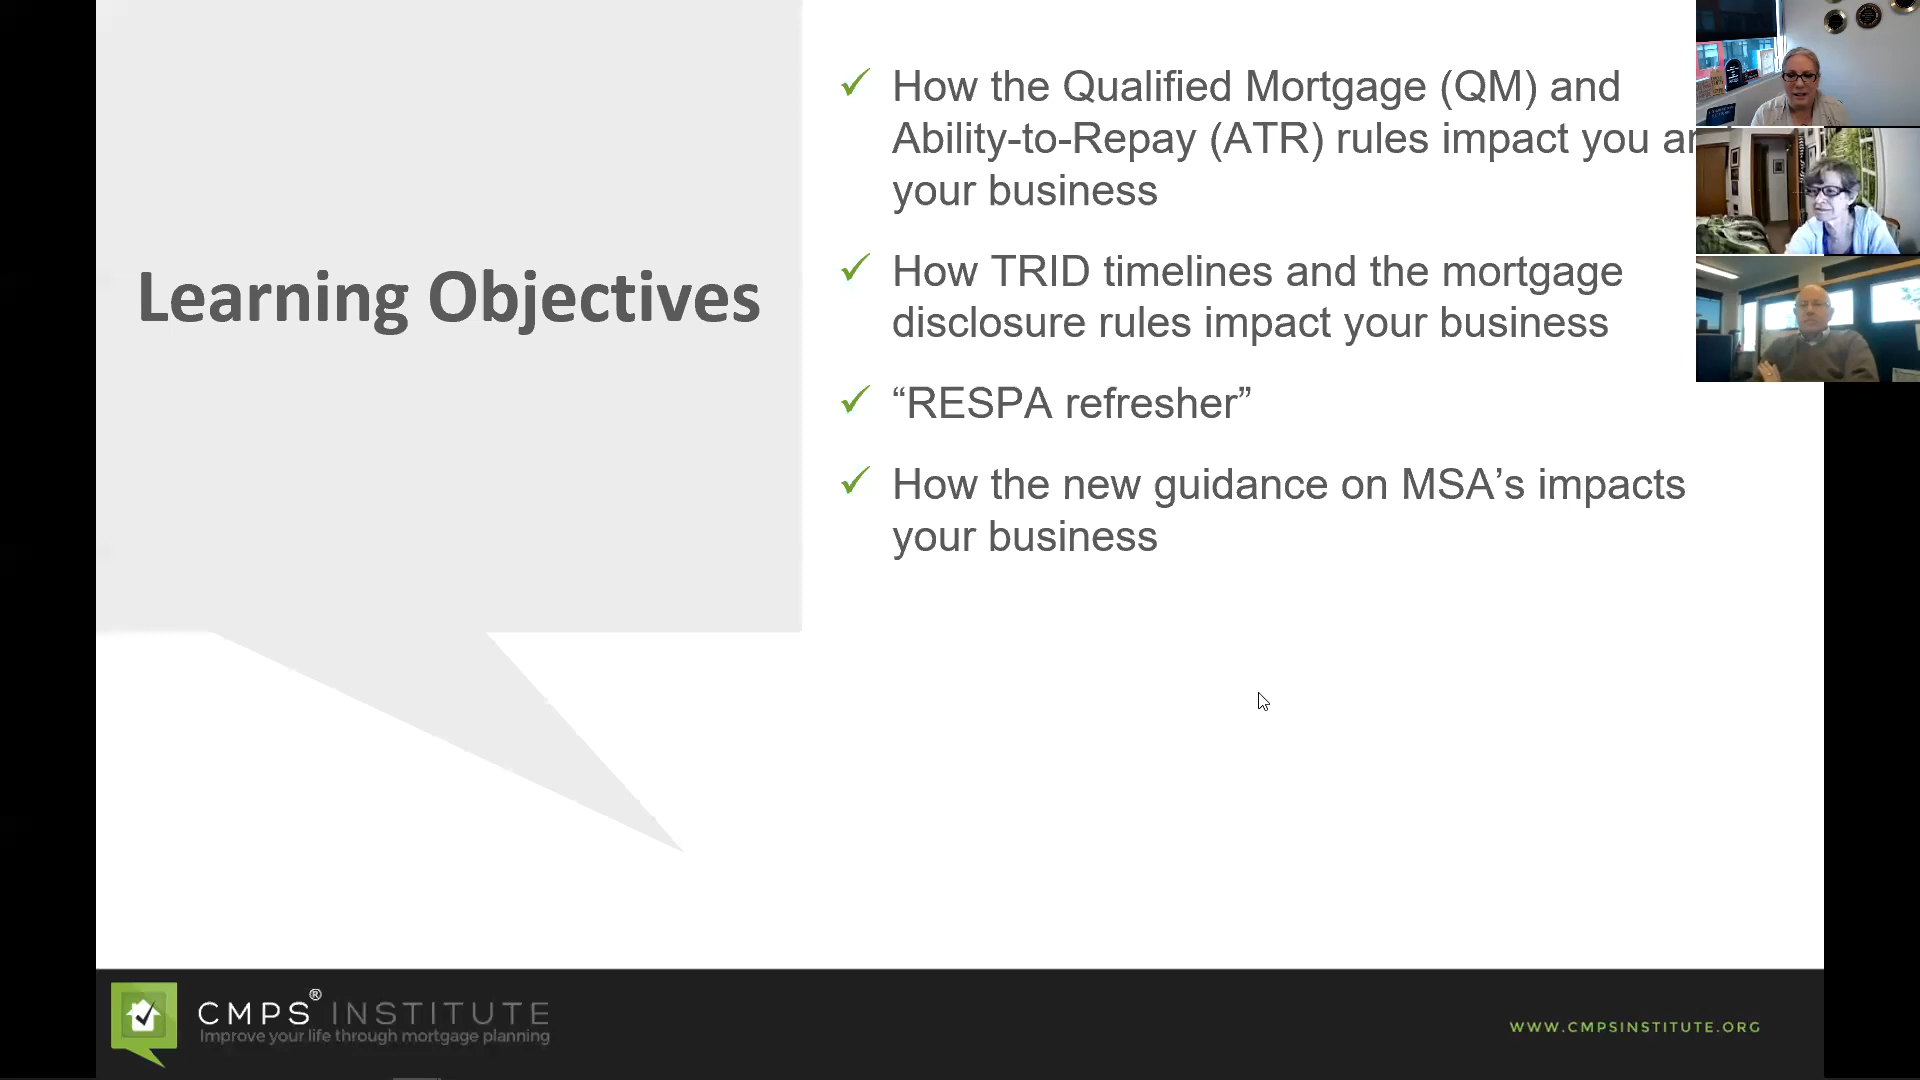 Learning Objectives
How the Qualified Mortgage (QM) and
Ability-to-Repay (ATR) rules impact you
your business
How TRID timelines and the mortgage
disclosure rules impact your business
“RESPA refresher”
How the new guidance on MSA’s impacts
your business
CMPS® INSTITUTE
Improve your life through mortgage planning
WWW.CMPSINSTITUTE.ORG